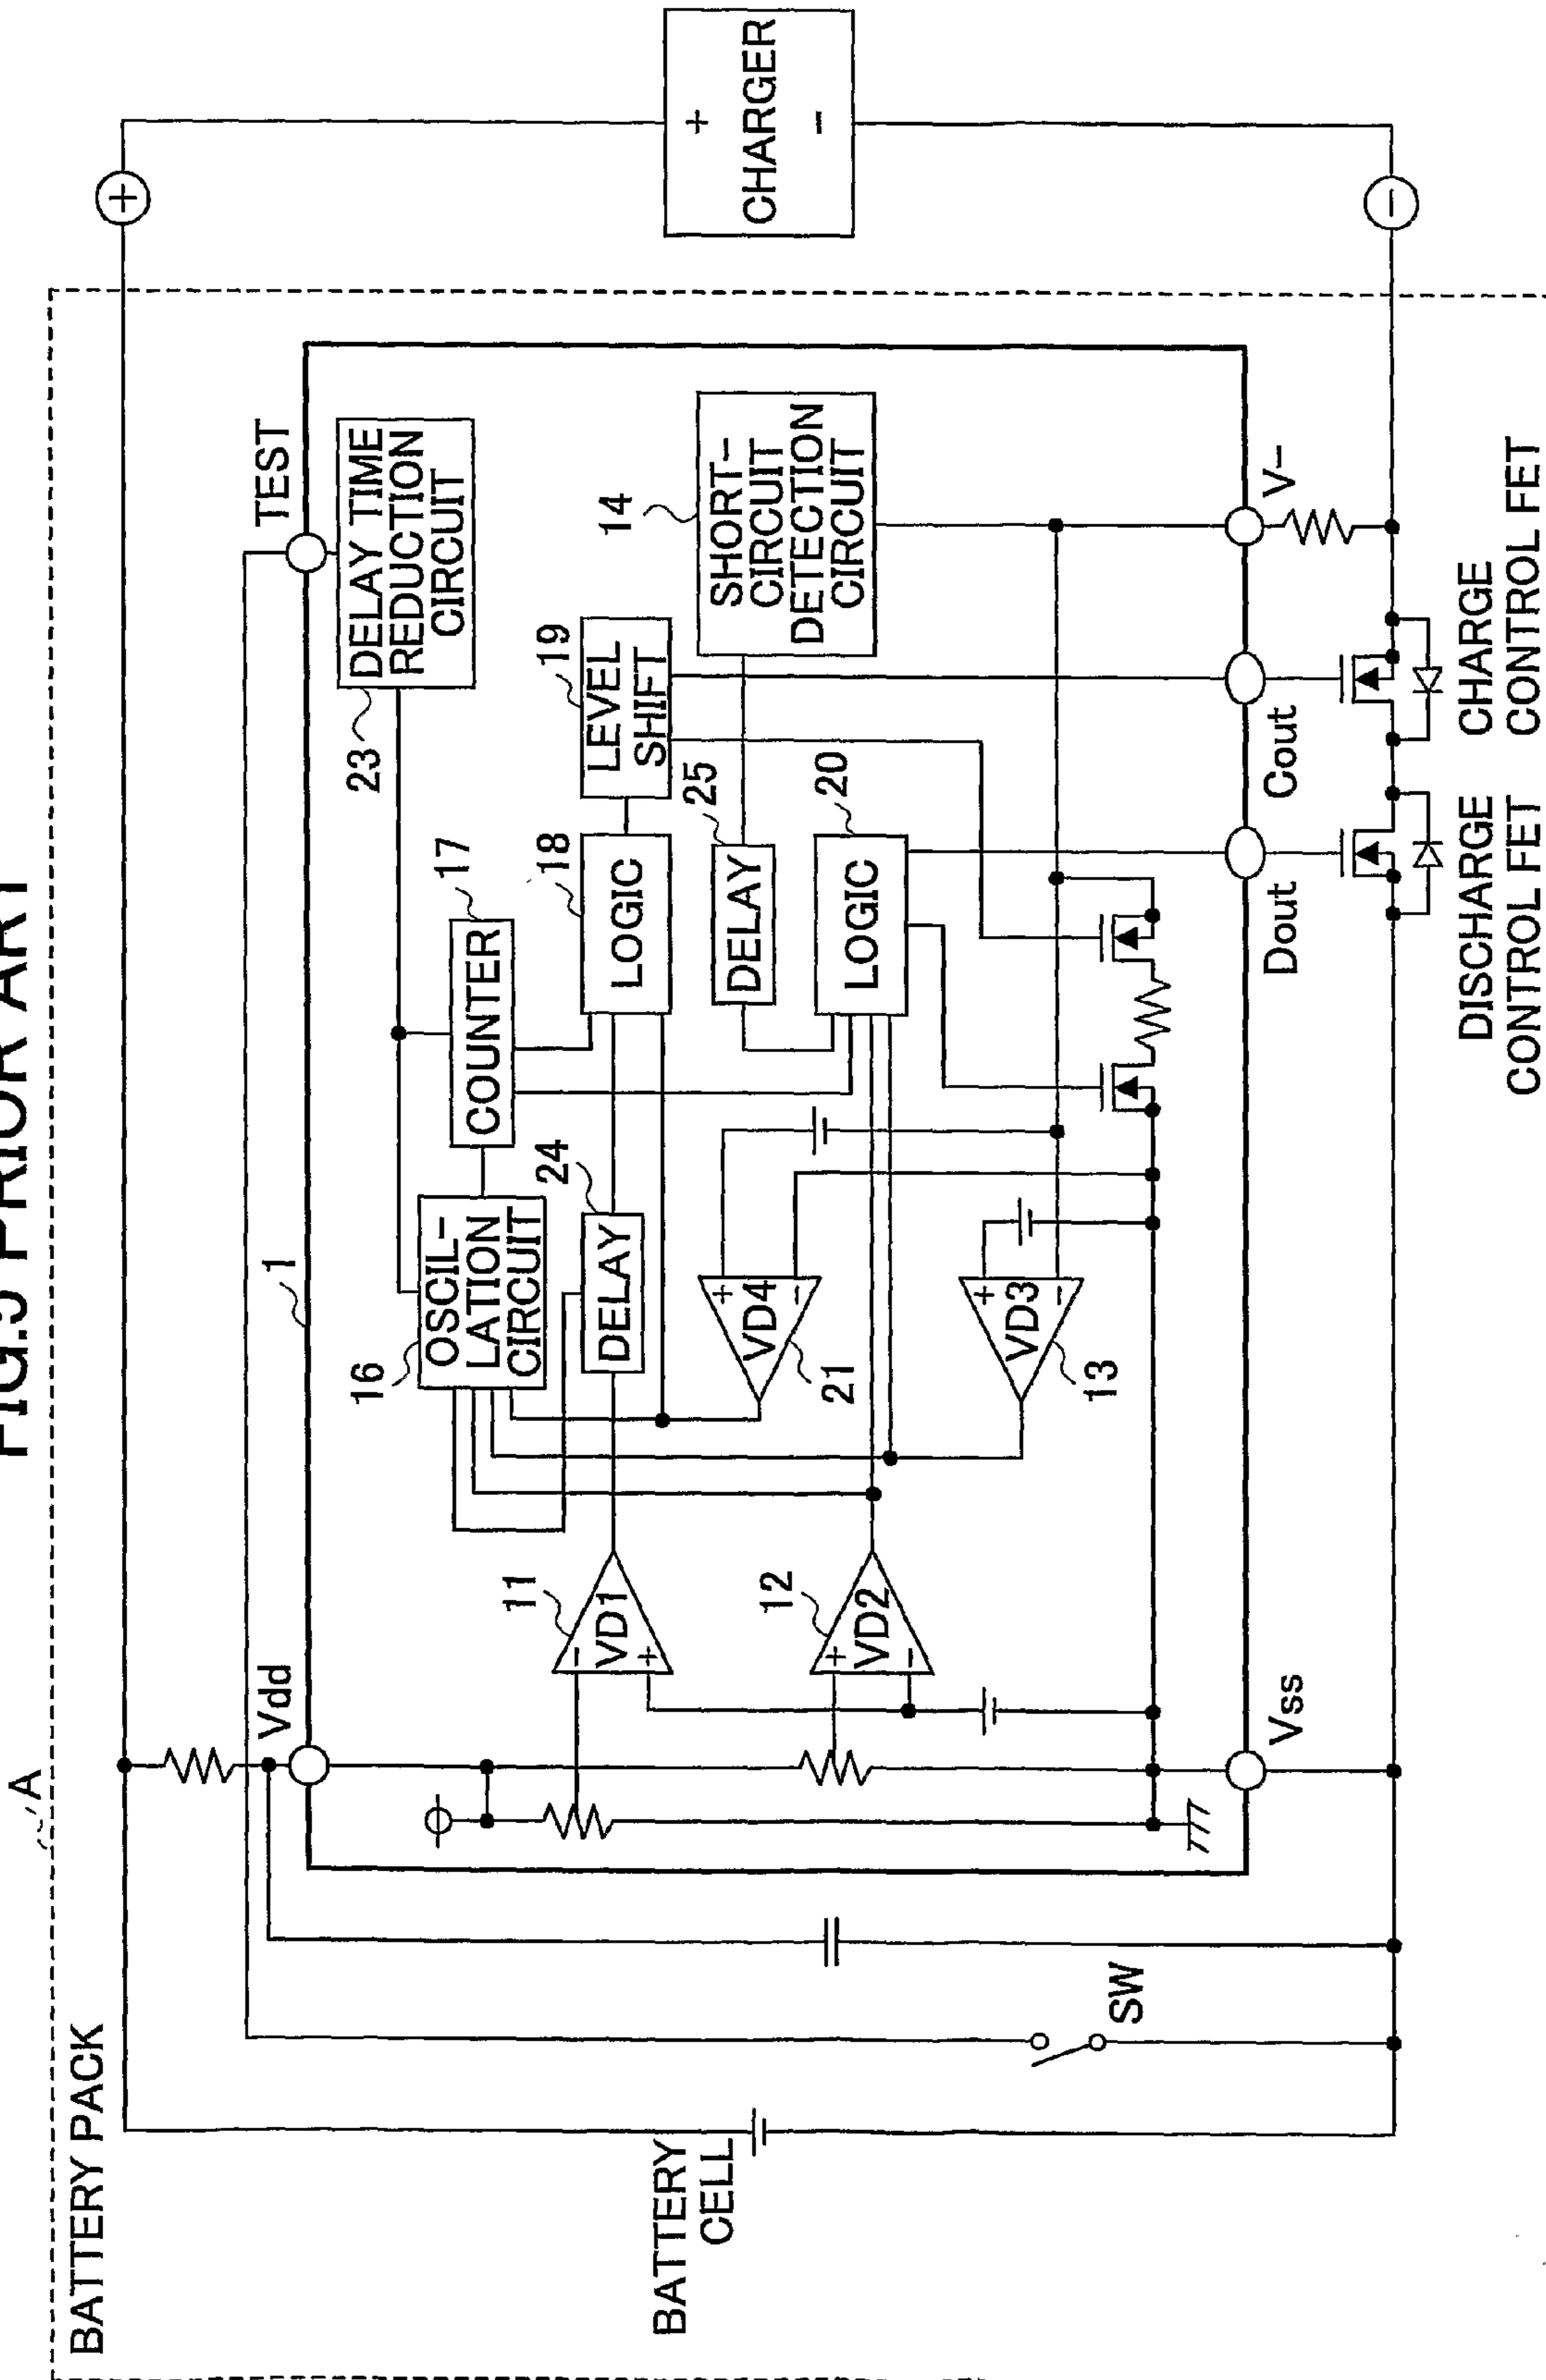 FIG.5 PRIOR ART
A
BATTERY PACK
BATTERY
CELL
SW
Vdd
1
TEST
23
DELAY TIME
REDUCTION
CIRCUIT
16
OSCIL-
LATION
CIRCUIT
17
COUNTER
11
VD1
-
+
24
DELAY
18
LOGIC
19
LEVEL
SHIFT
14
SHORT-
CIRCUIT
DETECTION
CIRCUIT
25
DELAY
VD4
+
-
21
12
VD2
+
-
20
LOGIC
VD3
+
-
13
Vss
Dout
Cout
V-
DISCHARGE
CONTROL FET
CHARGE
CONTROL FET
+
-
+
CHARGER
-